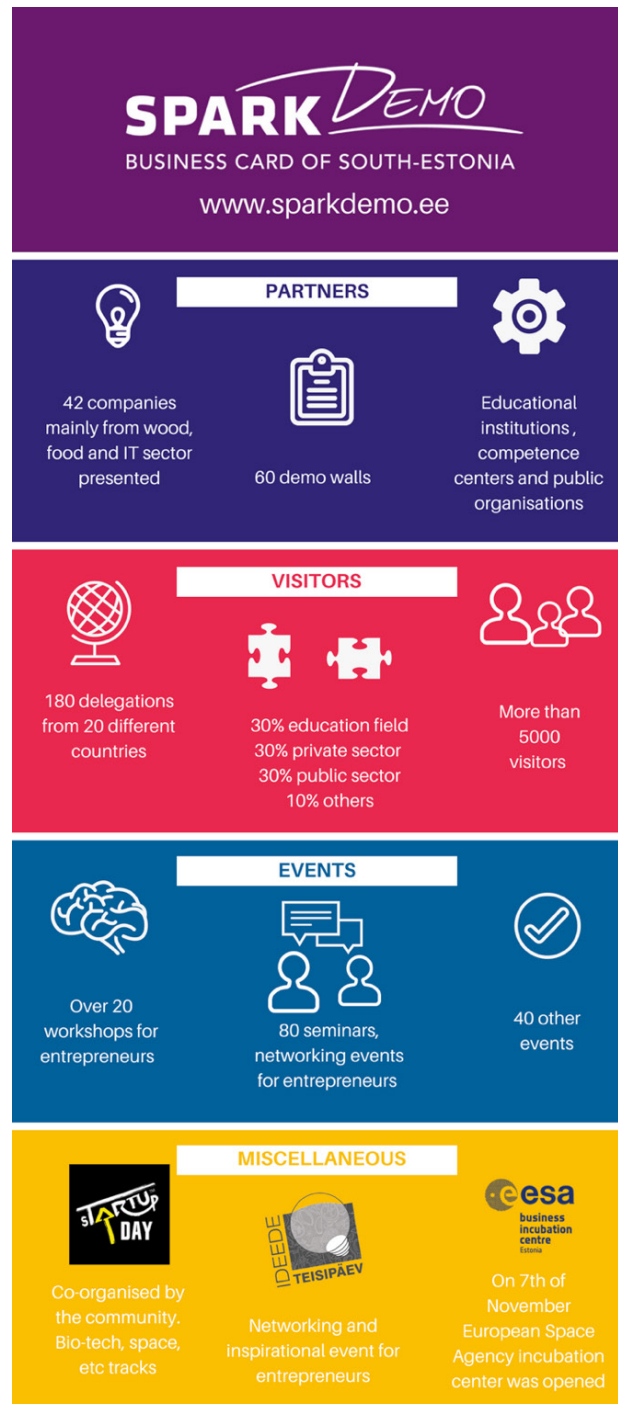 SPARK DEMO
BUSINESS CARD OF SOUTH-ESTONIA
www.sparkdemo.ee
PARTNERS
42 companies
mainly from wood,
food and IT sector
presented
60 demo walls
Educational
institutions ,
competence
centers and public
organisations
VISITORS
180 delegations
from 20 different
countries
30% education field
30% private sector
30% public sector
10% others
More than
5000
visitors
EVENTS
Over 20
workshops for
entrepreneurs
80 seminars,
networking events
for entrepreneurs
40 other
events
MISCELLANEOUS
STARTUP
DAY
Co-organised by
the community.
Bio-tech, space,
etc tracks
IDEEDE
TEISIPÄEV
Networking and
inspirational event for
entrepreneurs
esa
business
incubation
centre
Estonia
On 7th of
November
European Space
Agency incubation
center was opened